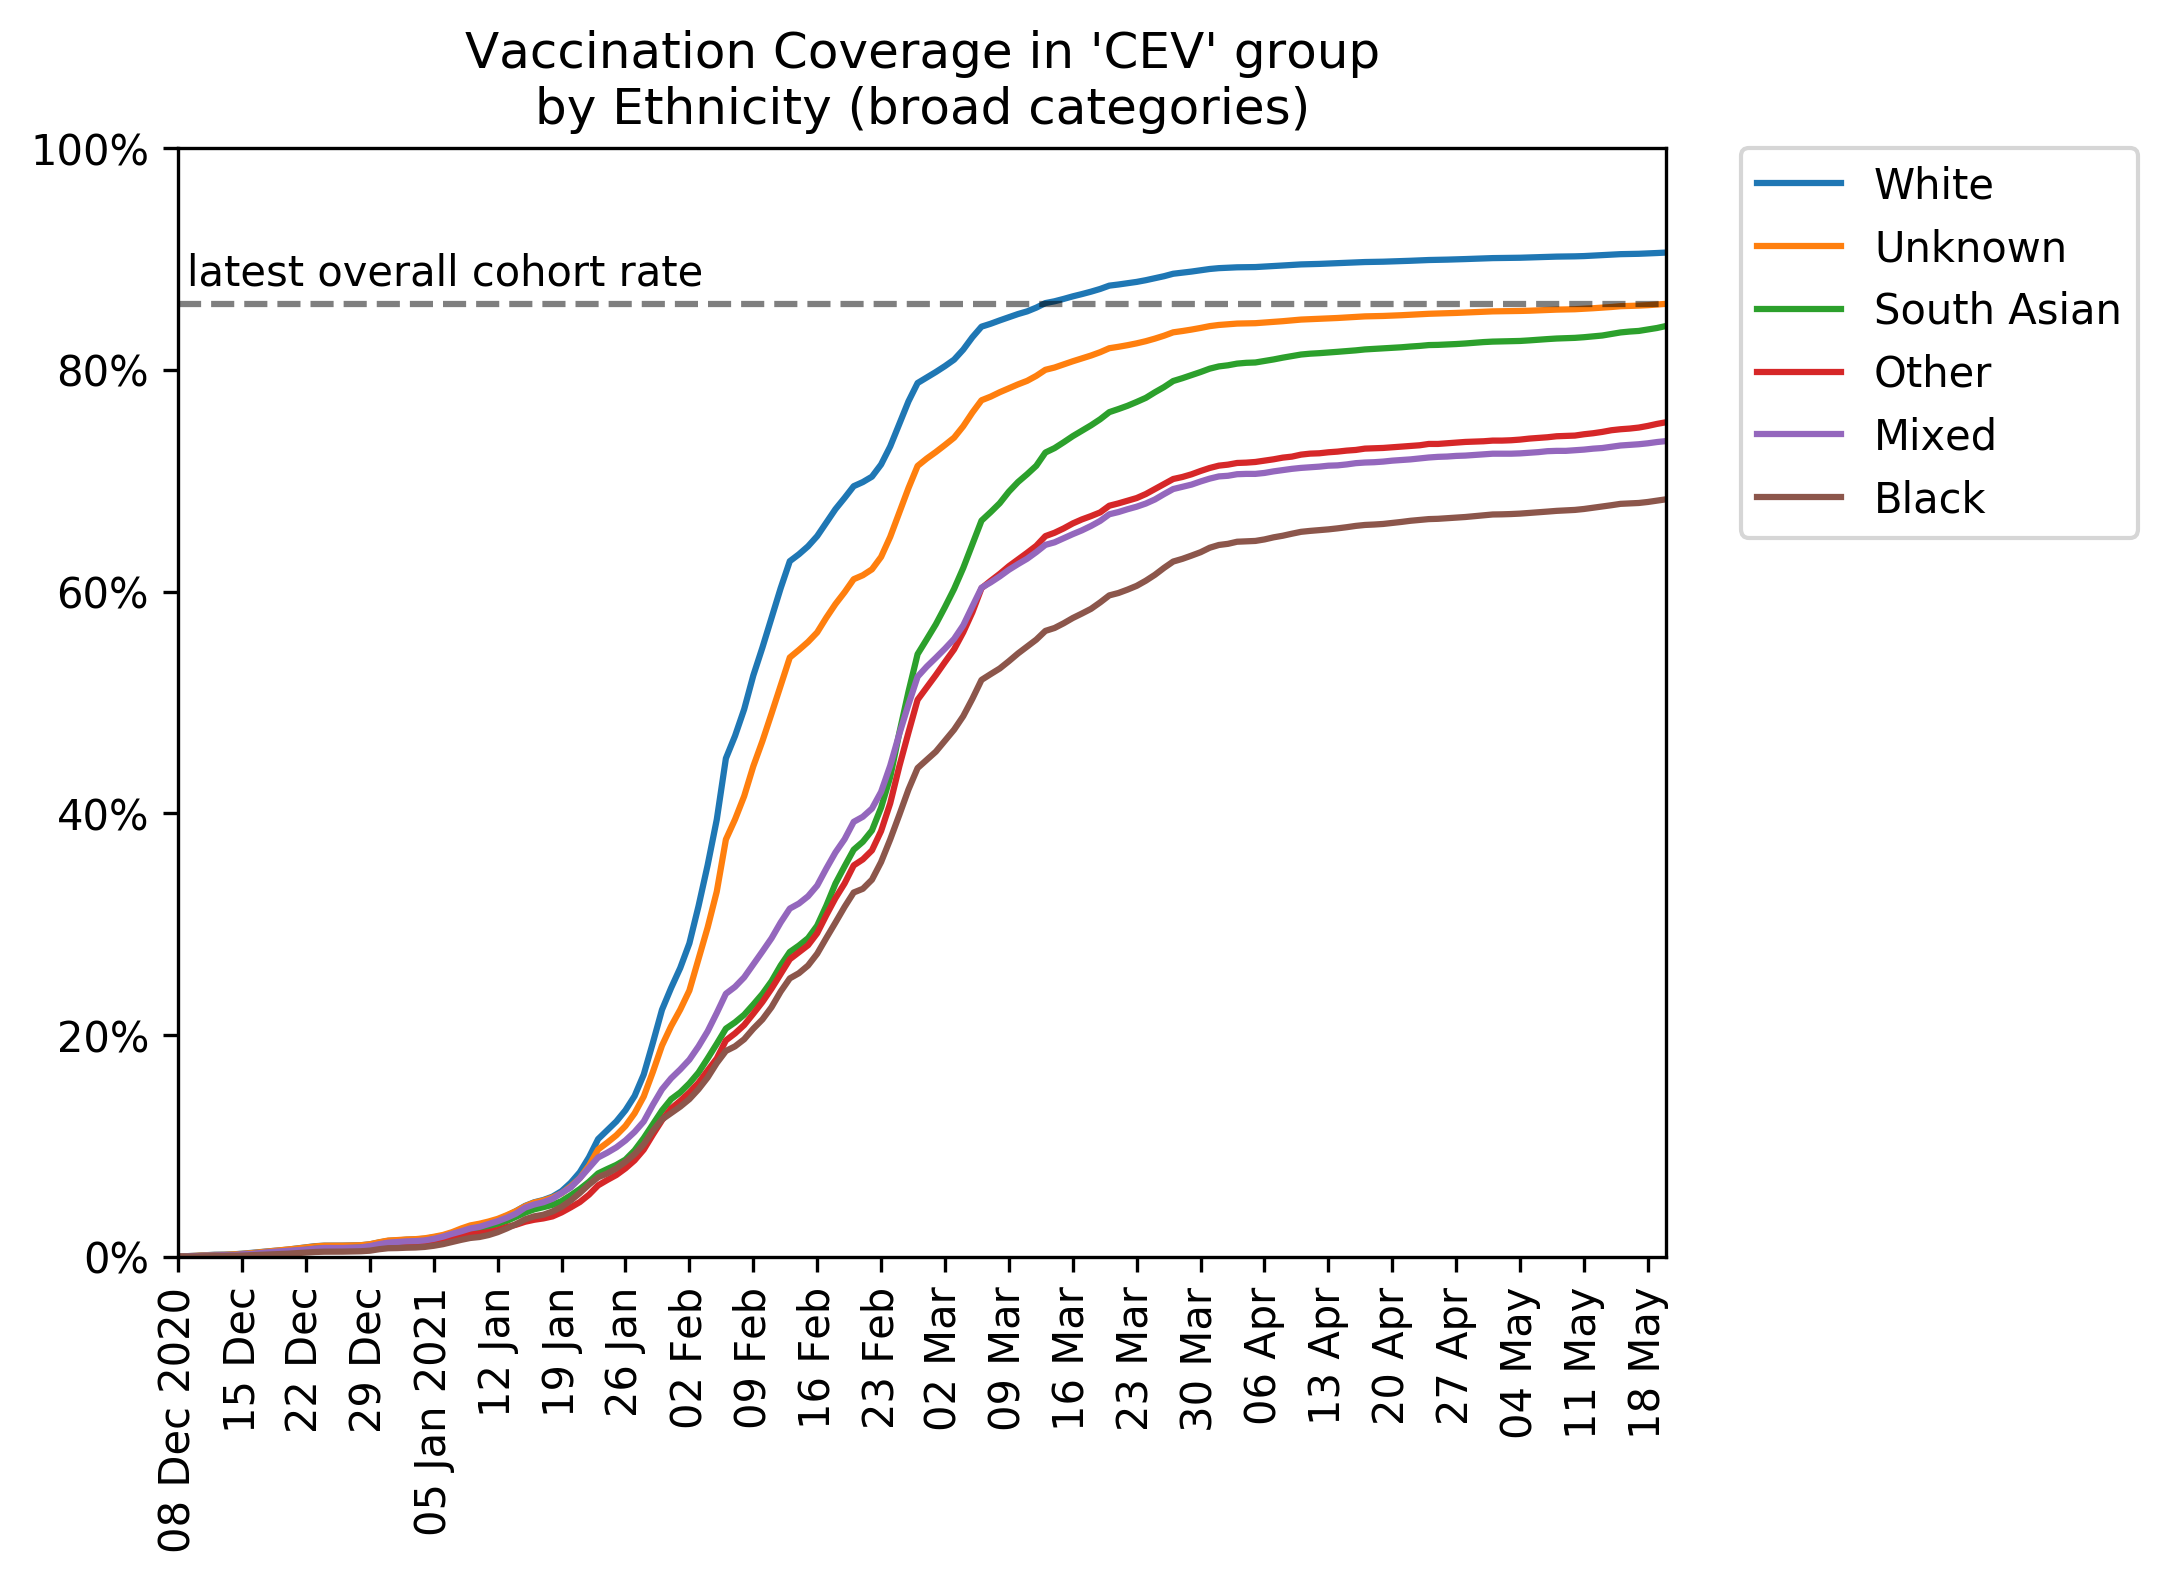 Vaccination Coverage in 'CEV' group
by Ethnicity (broad categories)
100%
80%
60%
40%
20%
0%
latest overall cohort rate
White
Unknown
South Asian
Other
Mixed
Black
08 Dec 2020
15 Dec
22 Dec
29 Dec
05 Jan 2021
12 Jan
19 Jan
26 Jan
02 Feb
09 Feb
16 Feb
23 Feb
02 Mar
09 Mar
16 Mar
23 Mar
30 Mar
06 Apr
13 Apr
20 Apr
27 Apr
04 May
11 May
18 May